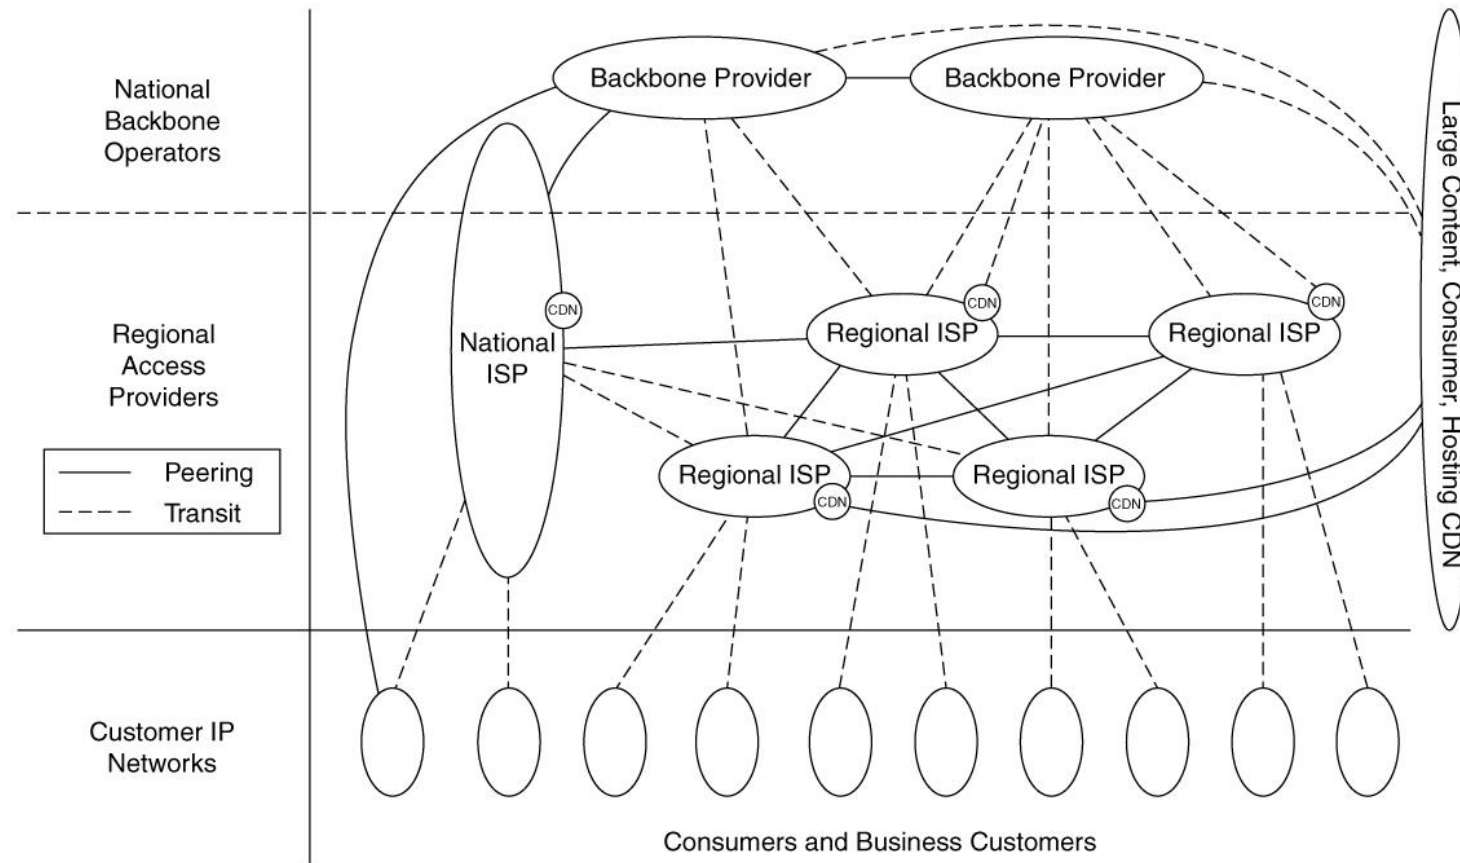 National
Backbone
Operators
Backbone Provider
Backbone Provider
Regional
Access
Providers
National
ISP
CDN
Regional ISP
CDN
Regional ISP
CDN
Regional ISP
CDN
Regional ISP
CDN
Peering
Transit
Large Content, Consumer, Hosting CDN
Customer IP
Networks
Consumers and Business Customers